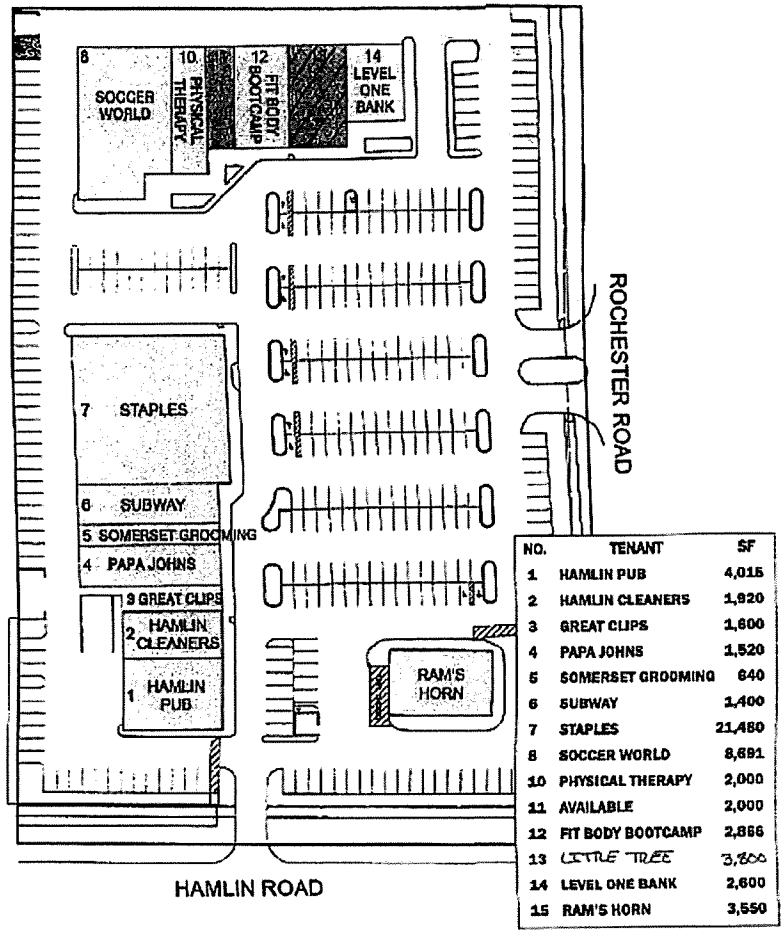 8
SOCCER
WORLD
10
PHYSICAL
THERAPY
12
FIT BODY
BOOTCAMP
14
LEVEL
ONE
BANK
ROCHESTER ROAD
7 STAPLES
6 SUBWAY
5 SOMERSET GROOMING
4 PAPA JOHNS
3 GREAT CLIPS
2 HAMLIN
CLEANERS
1 HAMLIN
PUB
RAM'S
HORN
HAMLIN ROAD
NO. TENANT SF
1 HAMLIN PUB 4,015
2 HAMLIN CLEANERS 1,920
3 GREAT CLIPS 1,600
4 PAPA JOHNS 1,520
5 SOMERSET GROOMING 640
6 SUBWAY 1,400
7 STAPLES 21,480
8 SOCCER WORLD 8,691
10 PHYSICAL THERAPY 2,000
11 AVAILABLE 2,000
12 FIT BODY BOOTCAMP 2,866
13 LITTLE TREE 3,800
14 LEVEL ONE BANK 2,600
15 RAM'S HORN 3,550